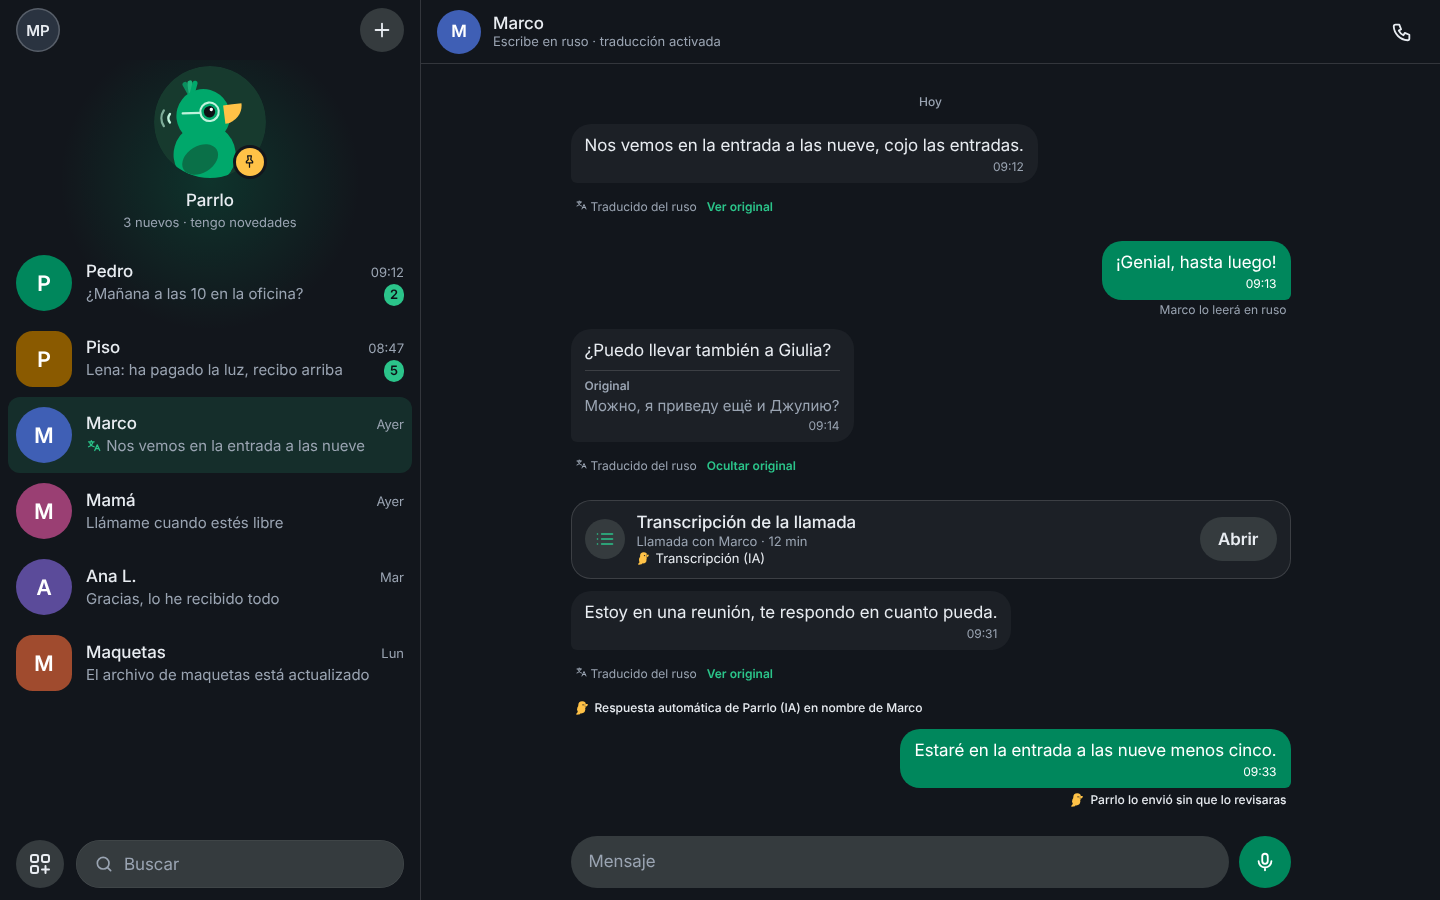 MP
Parrlo
3 nuevos · tengo novedades
P
Pedro
09:12
¿Mañana a las 10 en la oficina?
2
P
Piso
08:47
Lena: ha pagado la luz, recibo arriba
5
M
Marco
Ayer
Nos vemos en la entrada a las nueve
M
Mamá
Ayer
Llámame cuando estés libre
A
Ana L.
Mar
Gracias, lo he recibido todo
M
Maquetas
Lun
El archivo de maquetas está actualizado
Buscar
M
Marco
Escribe en ruso · traducción activada
Hoy
Nos vemos en la entrada a las nueve, cojo las entradas.
09:12
Traducido del ruso Ver original
¡Genial, hasta luego!
09:13
Marco lo leerá en ruso
¿Puedo llevar también a Giulia?
Original
Можно, я приведу ещё и Джулию?
09:14
Traducido del ruso Ocultar original
Transcripción de la llamada
Llamada con Marco · 12 min
Transcripción (IA)
Abrir
Estoy en una reunión, te respondo en cuanto pueda.
09:31
Traducido del ruso Ver original
Respuesta automática de Parrlo (IA) en nombre de Marco
Estaré en la entrada a las nueve menos cinco.
09:33
Parrlo lo envió sin que lo revisaras
Mensaje